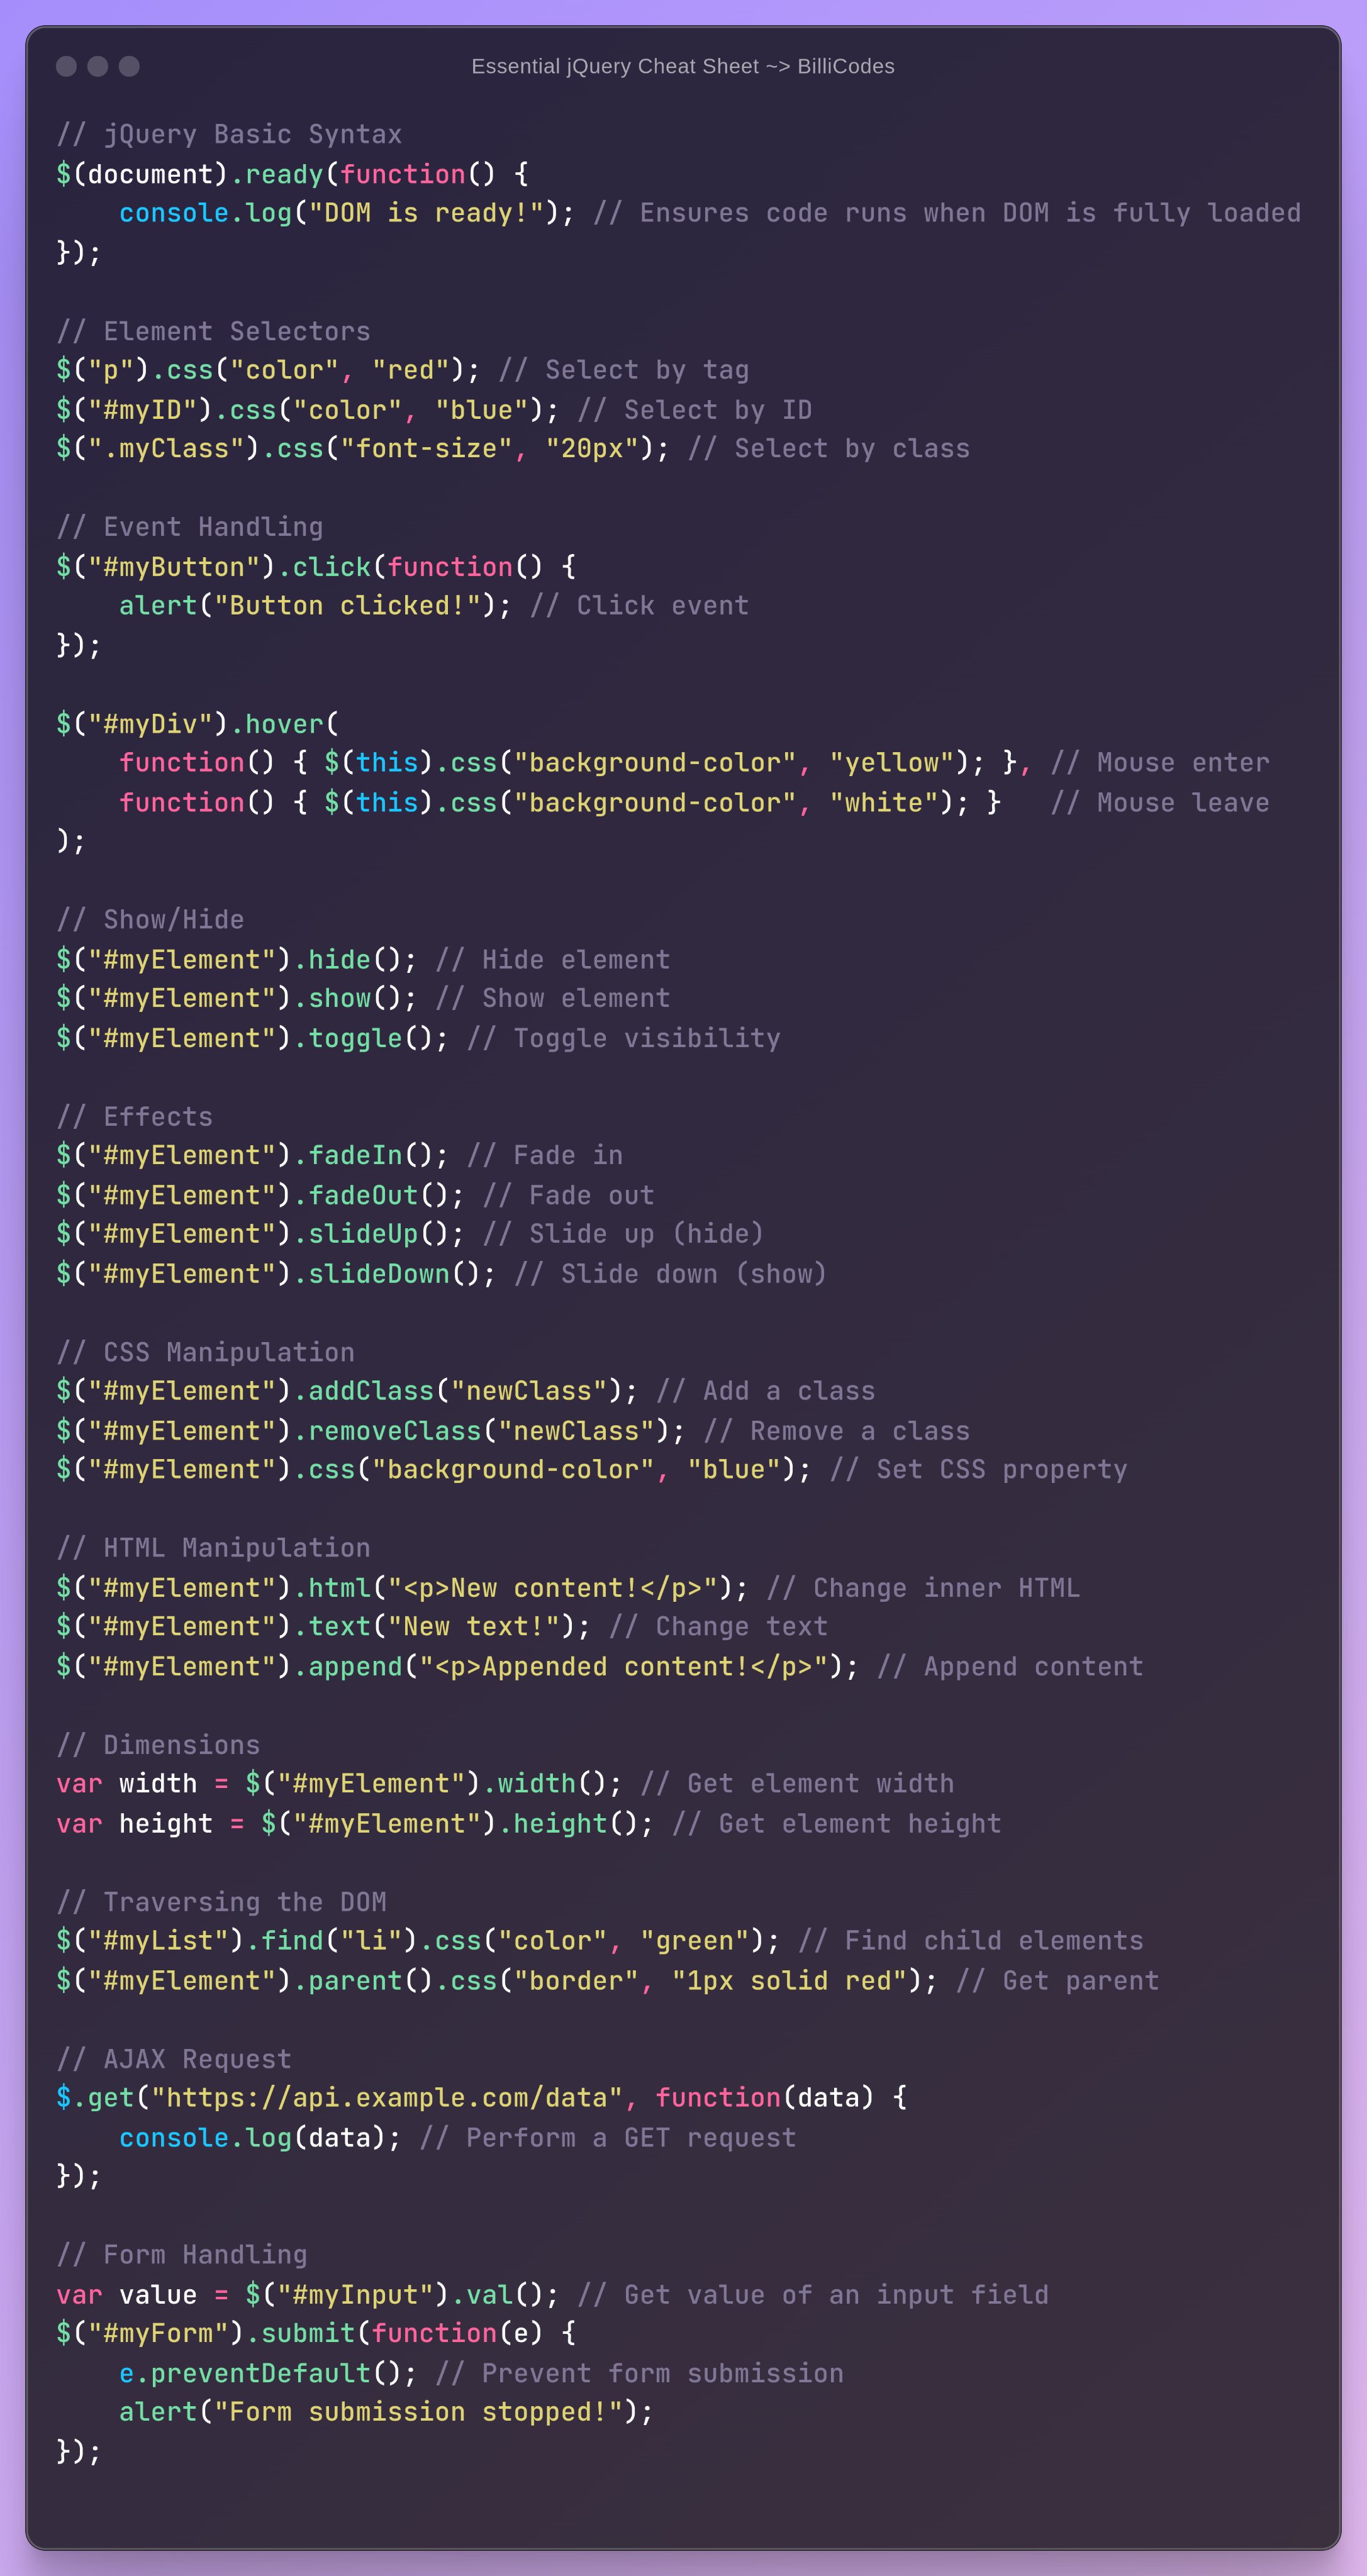 Essential jQuery Cheat Sheet ~> BilliCodes
// jQuery Basic Syntax
$(document).ready(function() {
    console.log("DOM is ready!"); // Ensures code runs when DOM is fully loaded
});
// Element Selectors
$("p").css("color", "red"); // Select by tag
$("#myID").css("color", "blue"); // Select by ID
$(".myClass").css("font-size", "20px"); // Select by class
// Event Handling
$("#myButton").click(function() {
    alert("Button clicked!"); // Click event
});
$("#myDiv").hover(
    function() { $(this).css("background-color", "yellow"); }, // Mouse enter
    function() { $(this).css("background-color", "white"); }   // Mouse leave
);
// Show/Hide
$("#myElement").hide(); // Hide element
$("#myElement").show(); // Show element
$("#myElement").toggle(); // Toggle visibility
// Effects
$("#myElement").fadeIn(); // Fade in
$("#myElement").fadeOut(); // Fade out
$("#myElement").slideUp(); // Slide up (hide)
$("#myElement").slideDown(); // Slide down (show)
// CSS Manipulation
$("#myElement").addClass("newClass"); // Add a class
$("#myElement").removeClass("newClass"); // Remove a class
$("#myElement").css("background-color", "blue"); // Set CSS property
// HTML Manipulation
$("#myElement").html("<p>New content!</p>"); // Change inner HTML
$("#myElement").text("New text!"); // Change text
$("#myElement").append("<p>Appended content!</p>"); // Append content
// Dimensions
var width = $("#myElement").width(); // Get element width
var height = $("#myElement").height(); // Get element height
// Traversing the DOM
$("#myList").find("li").css("color", "green"); // Find child elements
$("#myElement").parent().css("border", "1px solid red"); // Get parent
// AJAX Request
$.get("https://api.example.com/data", function(data) {
    console.log(data); // Perform a GET request
});
// Form Handling
var value = $("#myInput").val(); // Get value of an input field
$("#myForm").submit(function(e) {
    e.preventDefault(); // Prevent form submission
    alert("Form submission stopped!");
});